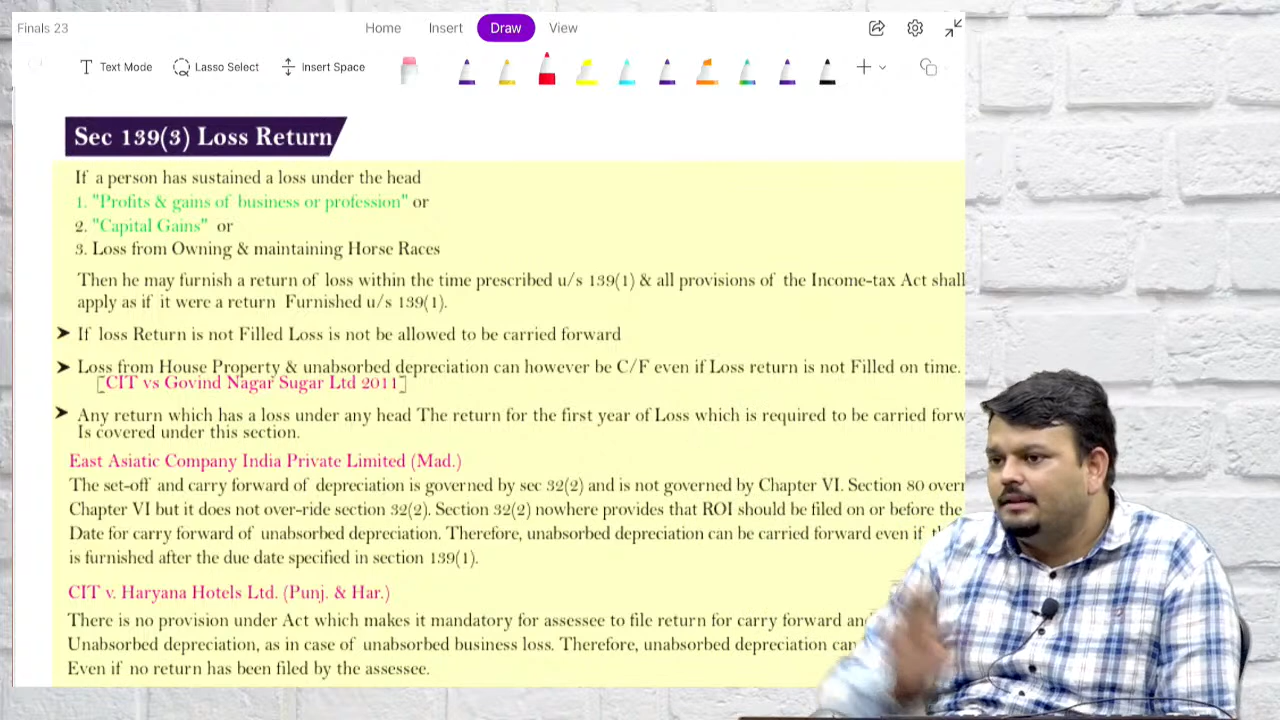 Finals 23
Home Insert Draw View
Text Mode Lasso Select Insert Space
Sec 139(3) Loss Return
If a person has sustained a loss under the head
1. "Profits & gains of business or profession" or
2. "Capital Gains" or
3. Loss from Owning & maintaining Horse Races
Then he may furnish a return of loss within the time prescribed u/s 139(1) & all provisions of the Income-tax Act shall
apply as if it were a return Furnished u/s 139(1).
➤ If loss Return is not Filled Loss is not be allowed to be carried forward
➤ Loss from House Property & unabsorbed depreciation can however be C/F even if Loss return is not Filled on time.
[CIT vs Govind Nagar Sugar Ltd 2011]
➤ Any return which has a loss under any head The return for the first year of Loss which is required to be carried forw
Is covered under this section.
East Asiatic Company India Private Limited (Mad.)
The set-off and carry forward of depreciation is governed by sec 32(2) and is not governed by Chapter VI. Section 80 overr
Chapter VI but it does not over-ride section 32(2). Section 32(2) nowhere provides that ROI should be filed on or before the
Date for carry forward of unabsorbed depreciation. Therefore, unabsorbed depreciation can be carried forward even if
is furnished after the due date specified in section 139(1).
CIT v. Haryana Hotels Ltd. (Punj. & Har.)
There is no provision under Act which makes it mandatory for assessee to file return for carry forward an
Unabsorbed depreciation, as in case of unabsorbed business loss. Therefore, unabsorbed depreciation can
Even if no return has been filed by the assessee.